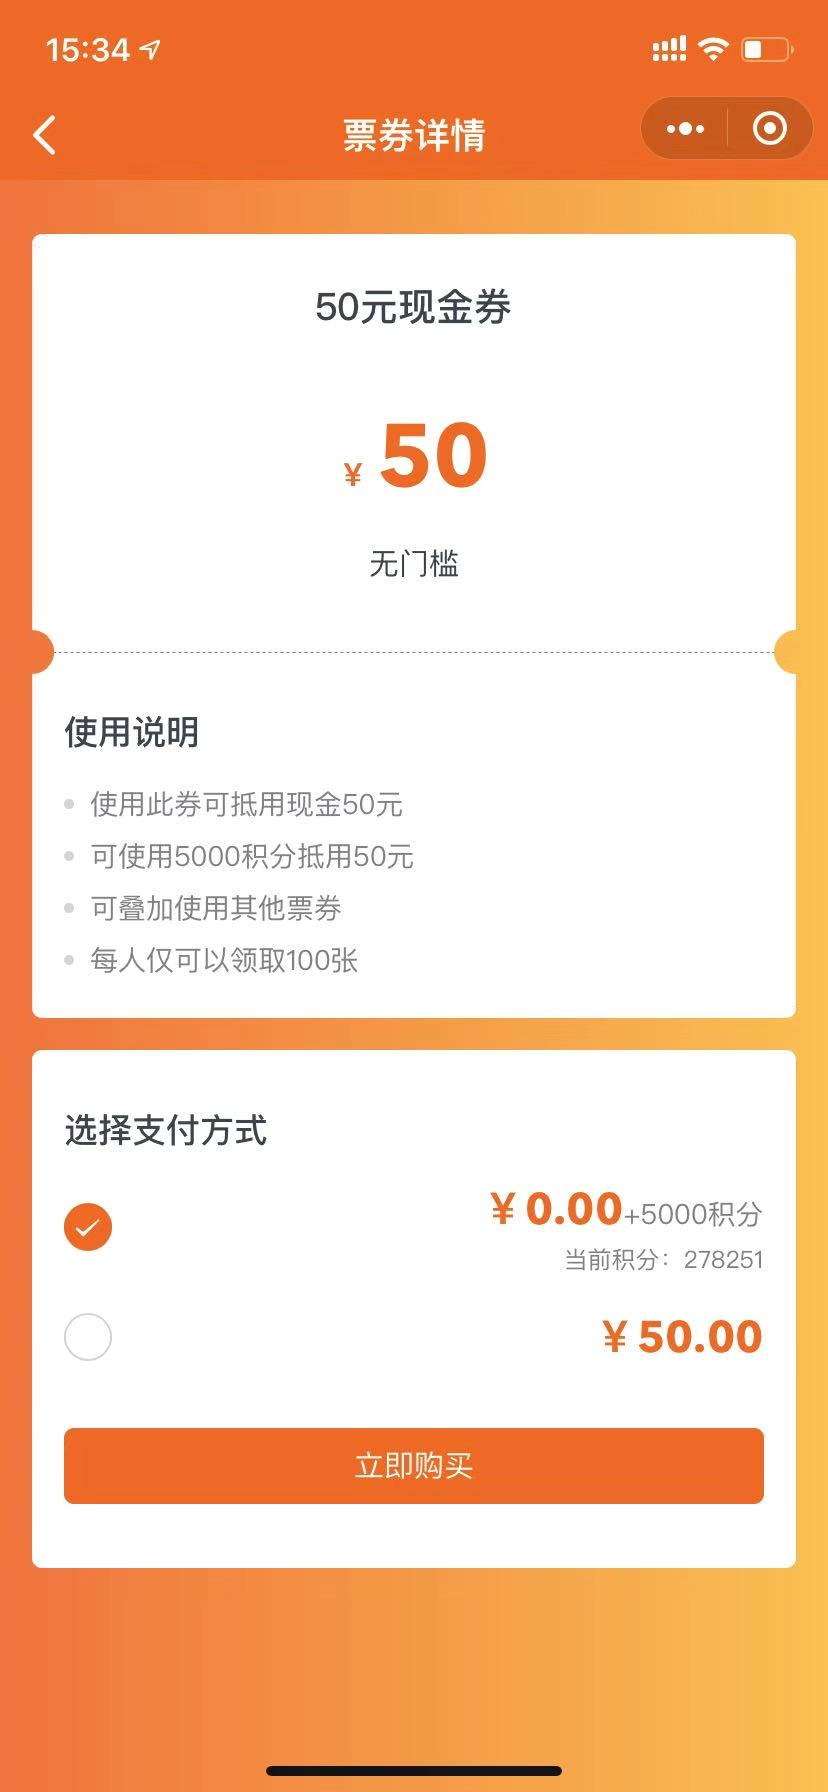 15:34
票券详情
50元现金券
¥ 50
无门槛
使用说明
使用此券可抵用现金50元
可使用5000积分抵用50元
可叠加使用其他票券
每人仅可以领取100张
选择支付方式
¥ 0.00+5000积分
当前积分：278251
¥ 50.00
立即购买